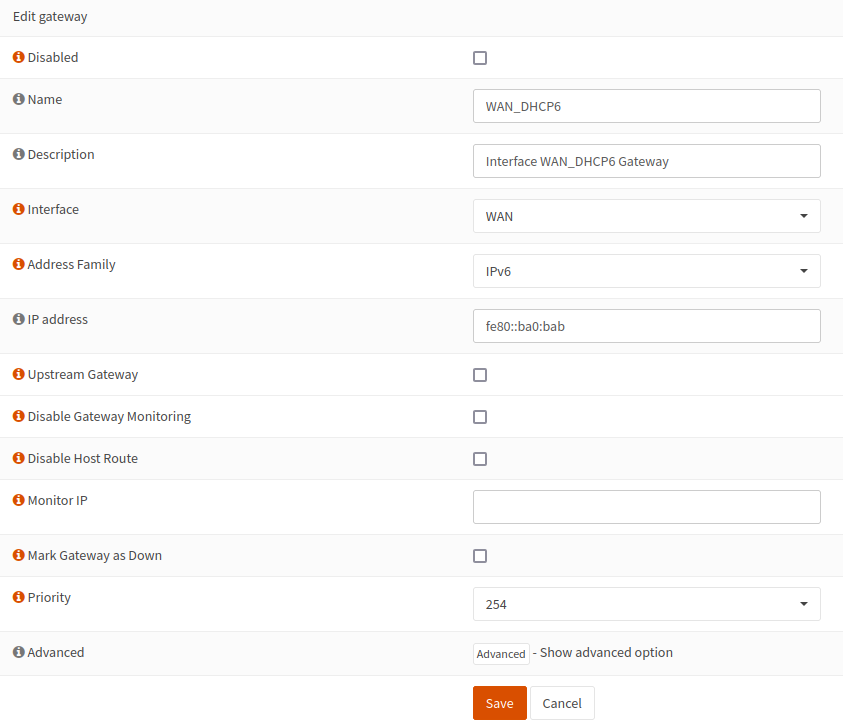 Edit gateway
Disabled
Name
WAN_DHCP6
Description
Interface WAN_DHCP6 Gateway
Interface
WAN
Address Family
IPv6
IP address
fe80::ba0:bab
Upstream Gateway
Disable Gateway Monitoring
Disable Host Route
Monitor IP
Mark Gateway as Down
Priority
254
Advanced
Advanced - Show advanced option
Save Cancel